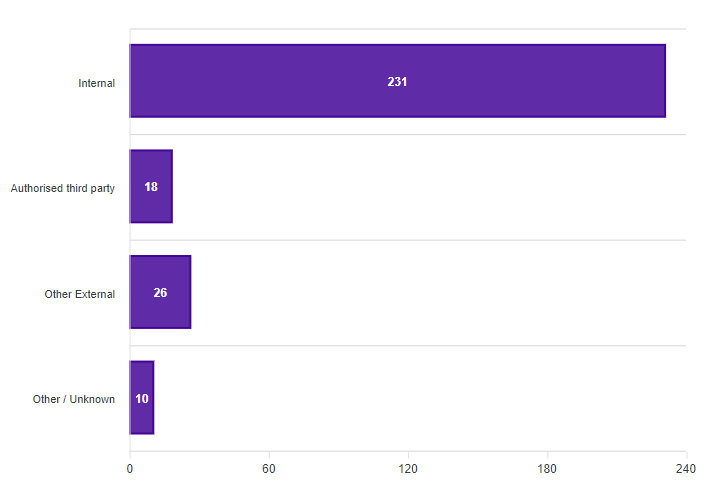 Internal
231
Authorised third party
18
Other External
26
Other / Unknown
10
0 60 120 180 240